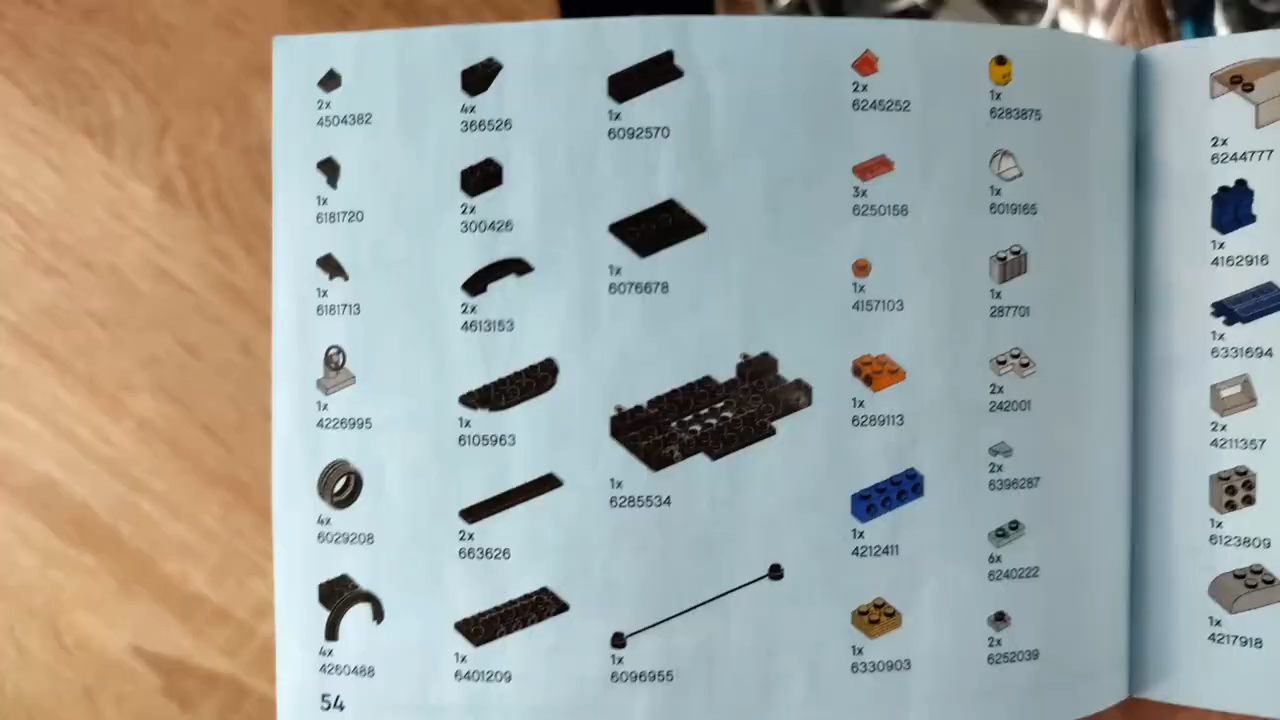 2x
4504382
1x
6181720
1x
6181713
1x
4226995
4x
6029208
4x
4260488
4x
366526
2x
300426
2x
4613153
1x
6105963
2x
663626
1x
6401209
1x
6092570
1x
6076678
1x
6285534
1x
6096955
2x
6245252
3x
6250158
1x
4157103
1x
6289113
1x
4212411
1x
6330903
1x
6283875
1x
6019165
1x
287701
2x
242001
2x
6396287
6x
6240222
2x
6252039
54
2x
6244777
1x
4162916
1x
6331694
2x
4211357
1x
6123809
1x
4217918